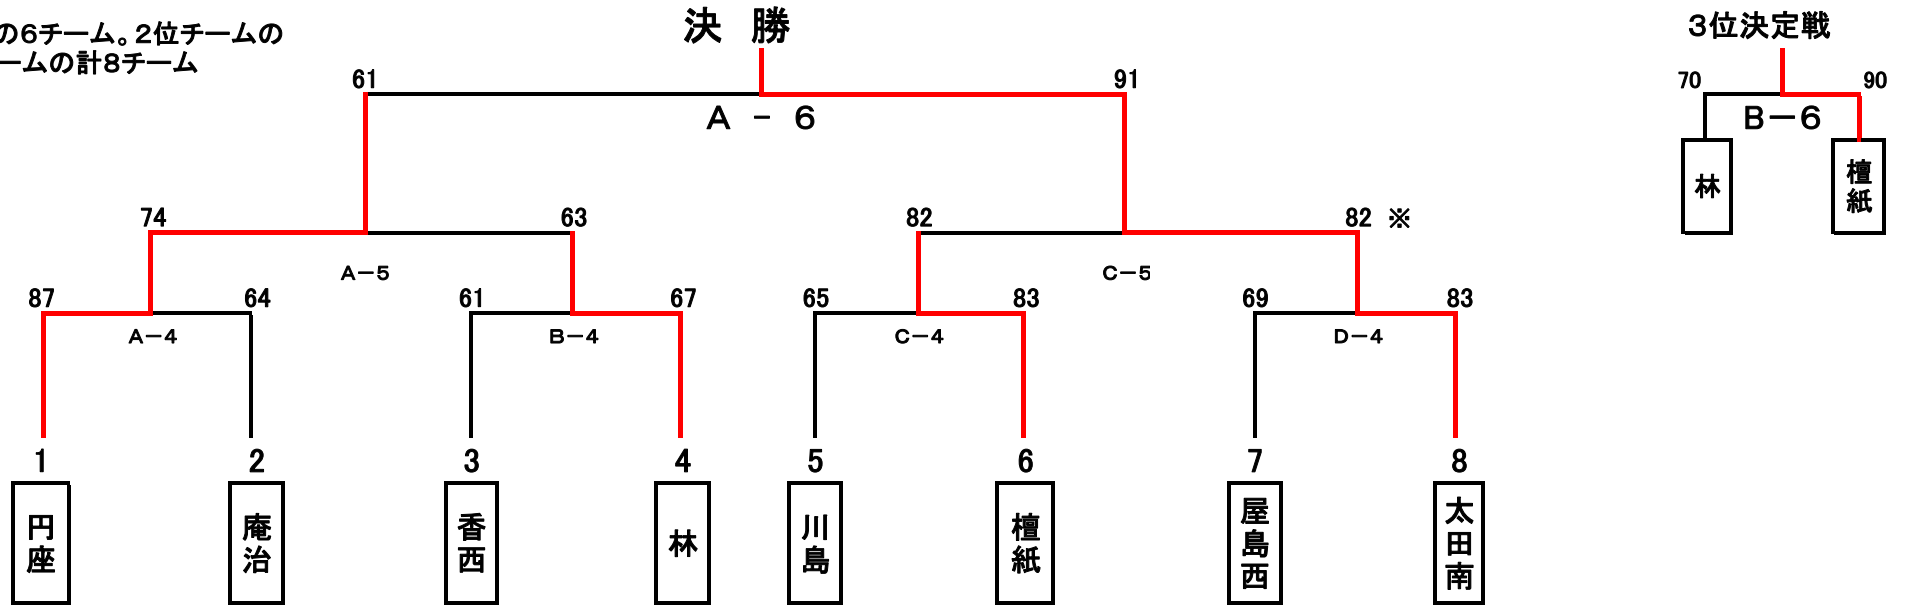 の6チーム。2位チームの
ームの計8チーム
決　勝
3位決定戦
61 91
A － 6
70 90
B－6
林 檀紙
74 63 82 82 ※
A－5 C－5
87 64 61 67 65 83 69 83
A－4 B－4 C－4 D－4
1 2 3 4 5 6 7 8
円座 庵治 香西 林 川島 檀紙 屋島西 太田南